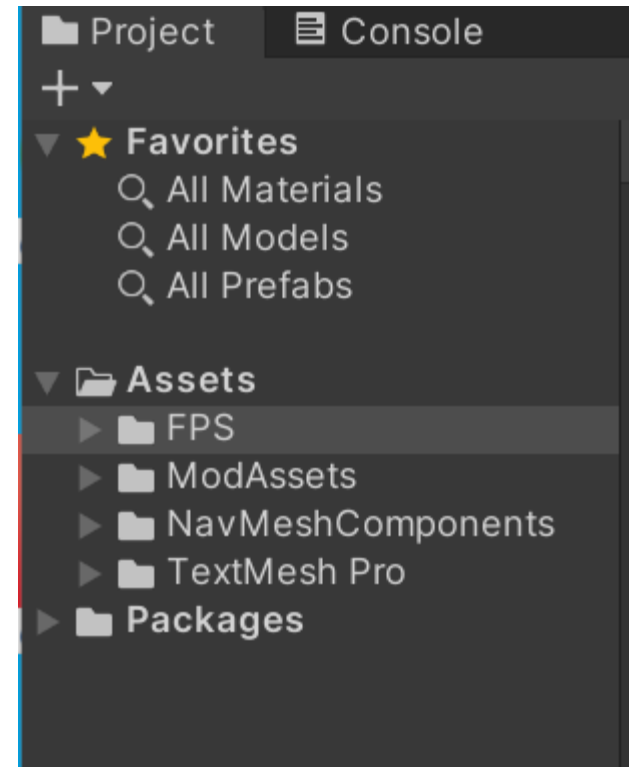 Project Console
Favorites
All Materials
All Models
All Prefabs
Assets
FPS
ModAssets
NavMeshComponents
TextMesh Pro
Packages